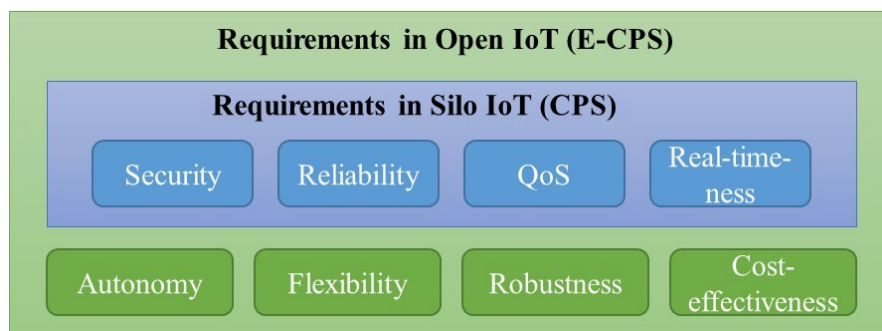 Requirements in Open IoT (E-CPS)
Requirements in Silo IoT (CPS)
Security
Reliability
QoS
Real-time-
ness
Autonomy
Flexibility
Robustness
Cost-
effectiveness